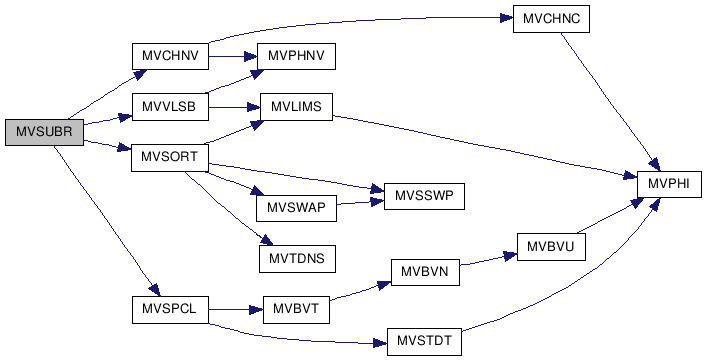 MVCHNC
MVCHNV
MVPHNV
MVVLSB
MVLIMS
MVSUBR
MVSORT
MVPHI
MVSSWP
MVSWAP
MVTDNS
MVBVU
MVBVN
MVSPCL
MVBVT
MVSTDT